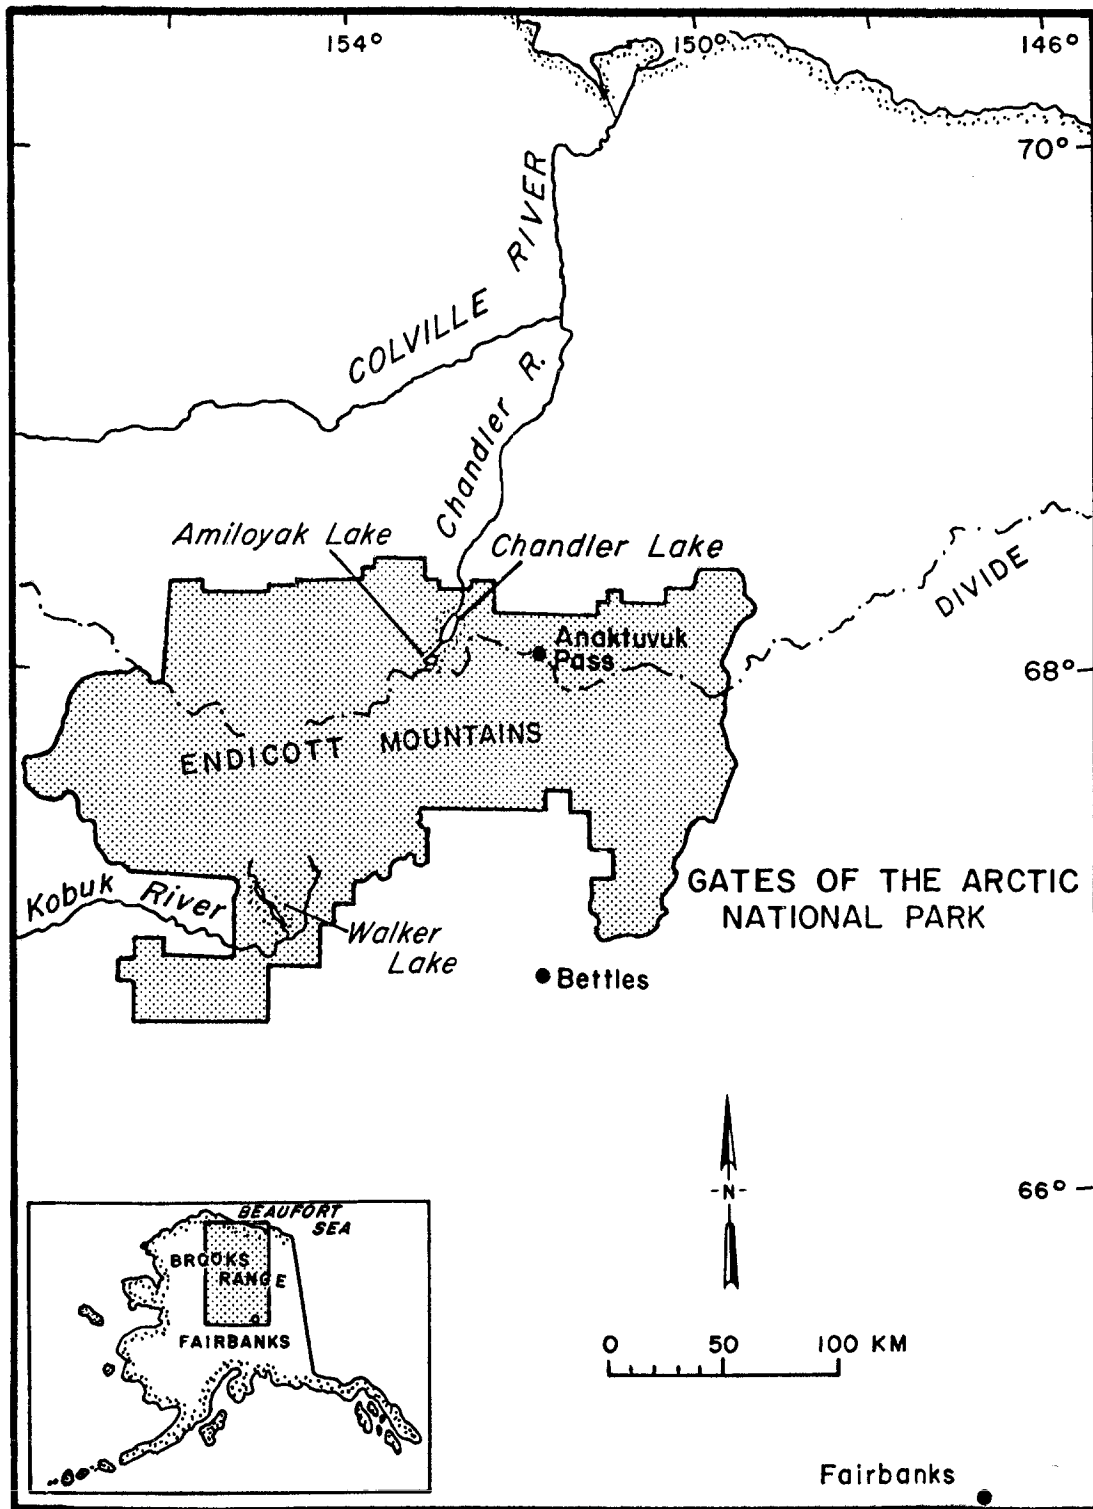 154°
150°
146°
70°
COLVILLE RIVER
Chandler R.
Amiloyak Lake
Chandler Lake
DIVIDE
Anaktuvuk
Pass
68°
ENDICOTT MOUNTAINS
GATES OF THE ARCTIC
NATIONAL PARK
Kobuk River
Walker
Lake
Bettles
-N-
66°
BEAUFORT
SEA
BROOKS
RANGE
FAIRBANKS
0 50 100 KM
Fairbanks